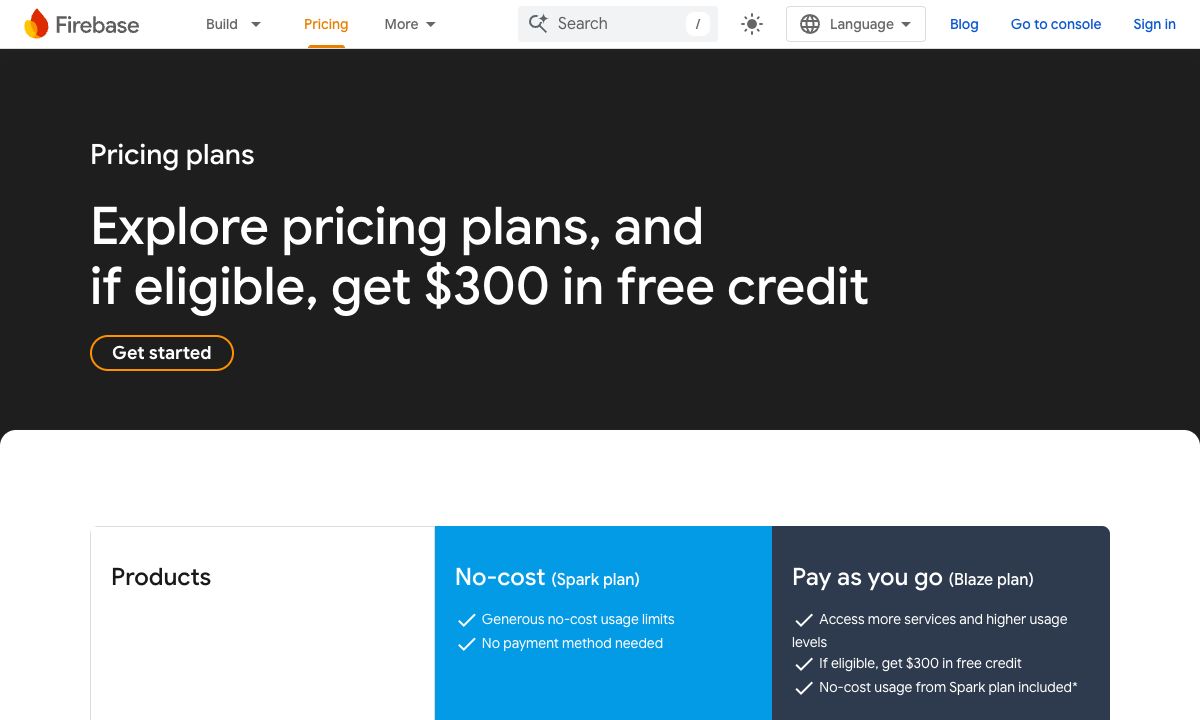 Firebase
Build
Pricing
More
Search
/
Language
Blog
Go to console
Sign in
Pricing plans
Explore pricing plans, and
if eligible, get $300 in free credit
Get started
Products
No-cost (Spark plan)
Generous no-cost usage limits
No payment method needed
Pay as you go (Blaze plan)
Access more services and higher usage
levels
If eligible, get $300 in free credit
No-cost usage from Spark plan included*